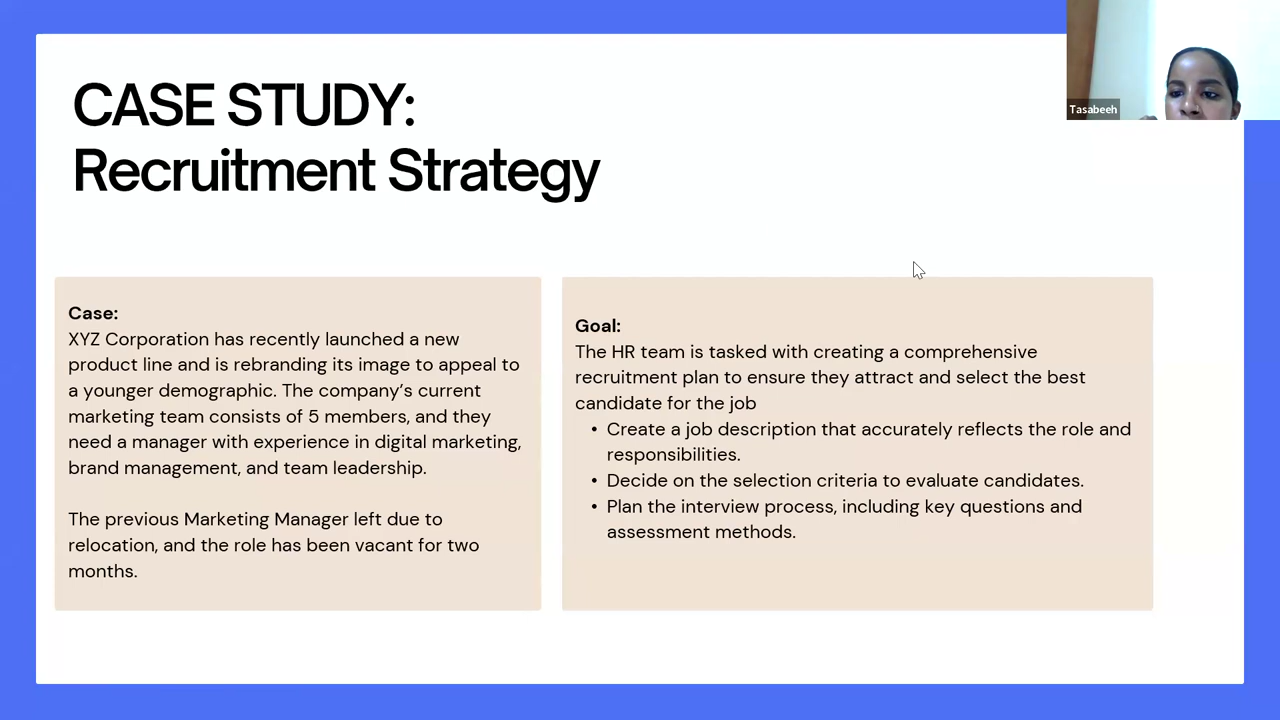 CASE STUDY:
Recruitment Strategy
Tasabeeh
Case:
XYZ Corporation has recently launched a new
product line and is rebranding its image to appeal to
a younger demographic. The company’s current
marketing team consists of 5 members, and they
need a manager with experience in digital marketing,
brand management, and team leadership.
The previous Marketing Manager left due to
relocation, and the role has been vacant for two
months.
Goal:
The HR team is tasked with creating a comprehensive
recruitment plan to ensure they attract and select the best
candidate for the job
• Create a job description that accurately reflects the role and
responsibilities.
• Decide on the selection criteria to evaluate candidates.
• Plan the interview process, including key questions and
assessment methods.